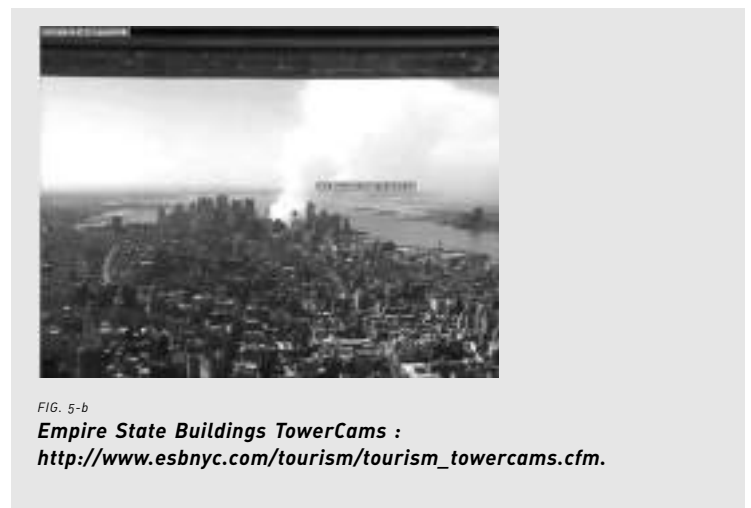 FIG. 5-b
Empire State Buildings TowerCams :
http://www.esbnyc.com/tourism/tourism_towercams.cfm.